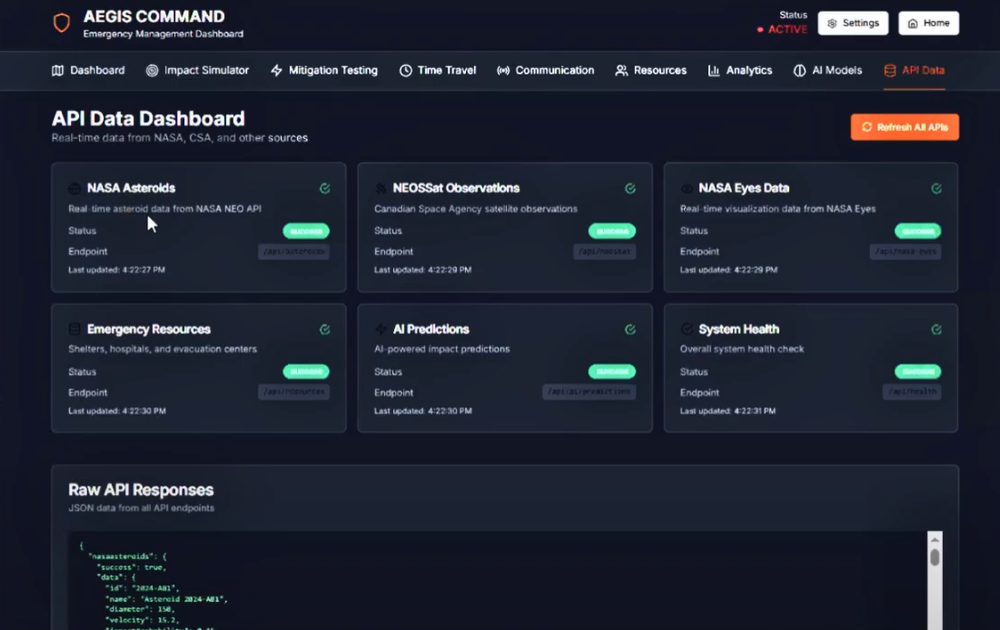 AEGIS COMMAND
Emergency Management Dashboard
Status
ACTIVE
Settings
Home
Dashboard
Impact Simulator
Mitigation Testing
Time Travel
Communication
Resources
Analytics
AI Models
API Data
API Data Dashboard
Real-time data from NASA, CSA, and other sources
Refresh All APIs
NASA Asteroids
Real-time asteroid data from NASA NEO API
Status
success
Endpoint
/api/asteroids
Last updated: 4:22:27 PM
NEOSSat Observations
Canadian Space Agency satellite observations
Status
success
Endpoint
/api/neossat
Last updated: 4:22:29 PM
NASA Eyes Data
Real-time visualization data from NASA Eyes
Status
success
Endpoint
/api/nasa-eyes
Last updated: 4:22:29 PM
Emergency Resources
Shelters, hospitals, and evacuation centers
Status
success
Endpoint
/api/resources
Last updated: 4:22:30 PM
AI Predictions
AI-powered impact predictions
Status
success
Endpoint
/api/ai/predictions
Last updated: 4:22:30 PM
System Health
Overall system health check
Status
success
Endpoint
/api/health
Last updated: 4:22:31 PM
Raw API Responses
JSON data from all API endpoints
{
"nasaasteroids": {
"success": true,
"data": {
"id": "2024-AB1",
"name": "Asteroid 2024-AB1",
"diameter": 150,
"velocity": 15.2,